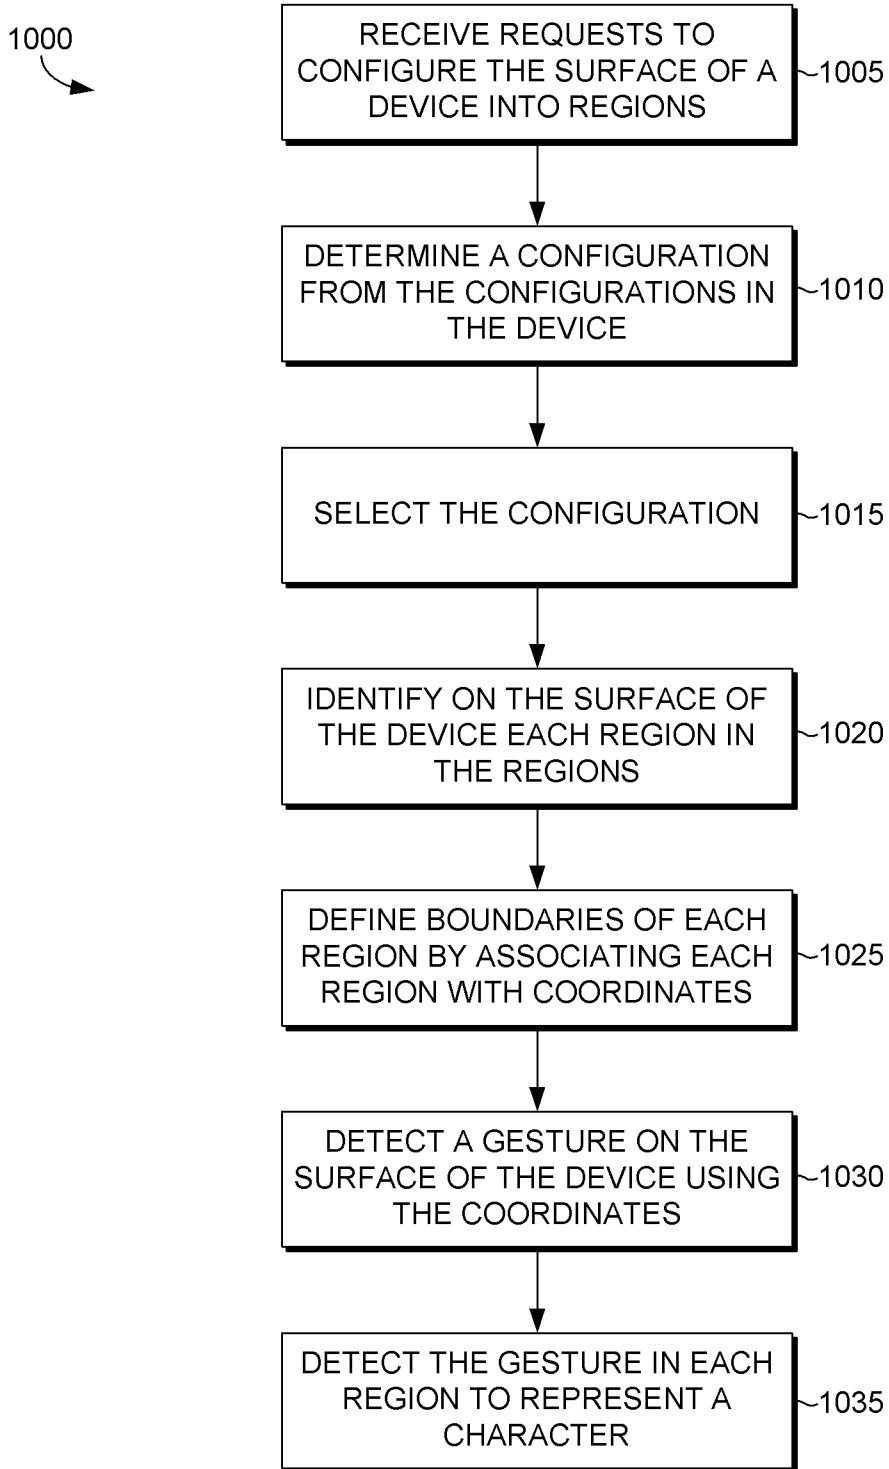 1000
RECEIVE REQUESTS TO
CONFIGURE THE SURFACE OF A
DEVICE INTO REGIONS
1005
DETERMINE A CONFIGURATION
FROM THE CONFIGURATIONS IN
THE DEVICE
1010
SELECT THE CONFIGURATION
1015
IDENTIFY ON THE SURFACE OF
THE DEVICE EACH REGION IN
THE REGIONS
1020
DEFINE BOUNDARIES OF EACH
REGION BY ASSOCIATING EACH
REGION WITH COORDINATES
1025
DETECT A GESTURE ON THE
SURFACE OF THE DEVICE USING
THE COORDINATES
1030
DETECT THE GESTURE IN EACH
REGION TO REPRESENT A
CHARACTER
1035